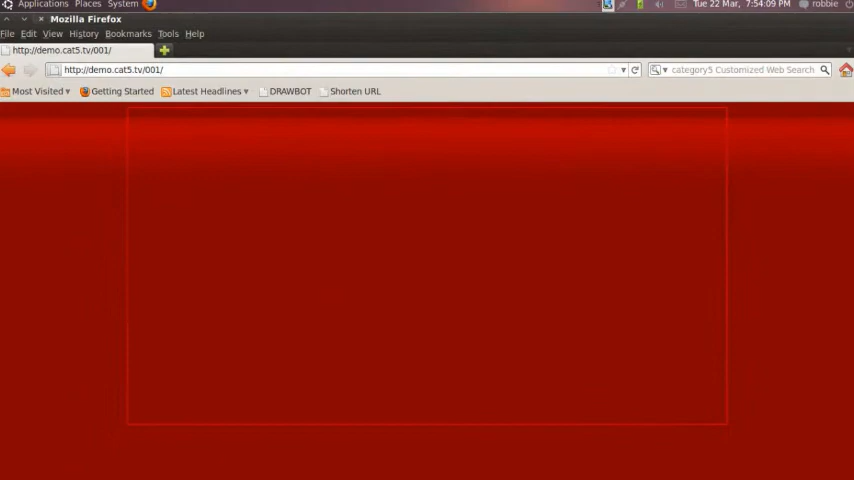 Applications Places System Tue 22 Mar, 7:54:09 PM robbie
Mozilla Firefox
File Edit View History Bookmarks Tools Help
http://demo.cat5.tv/001/
http://demo.cat5.tv/001/ category5 Customized Web Search
Most Visited Getting Started Latest Headlines DRAWBOT Shorten URL